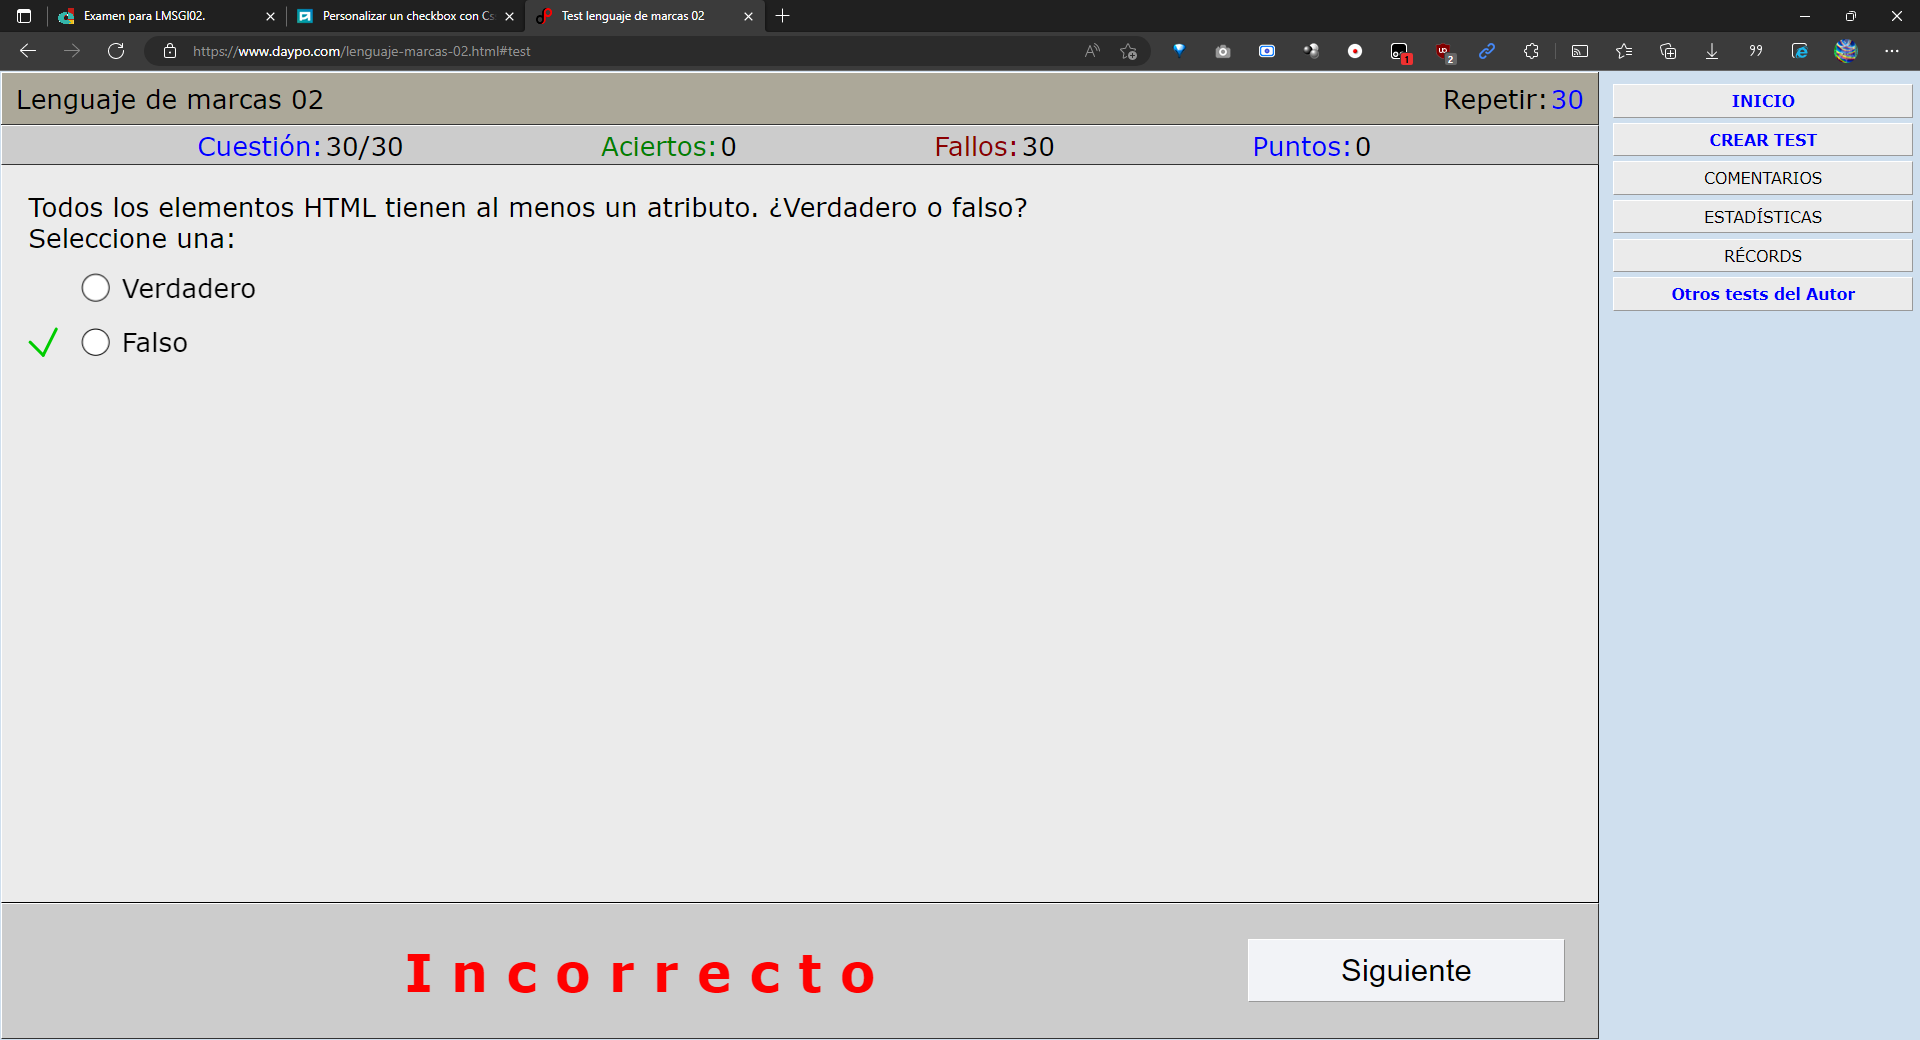 Examen para LMSGI02.
Personalizar un checkbox con Cs
Test lenguaje de marcas 02
https://www.daypo.com/lenguaje-marcas-02.html#test
1
2
Lenguaje de marcas 02
Repetir: 30
Cuestión: 30/30
Aciertos: 0
Fallos: 30
Puntos: 0
Todos los elementos HTML tienen al menos un atributo. ¿Verdadero o falso?
Seleccione una:
Verdadero
Falso
Incorrecto
Siguiente
INICIO
CREAR TEST
COMENTARIOS
ESTADÍSTICAS
RÉCORDS
Otros tests del Autor